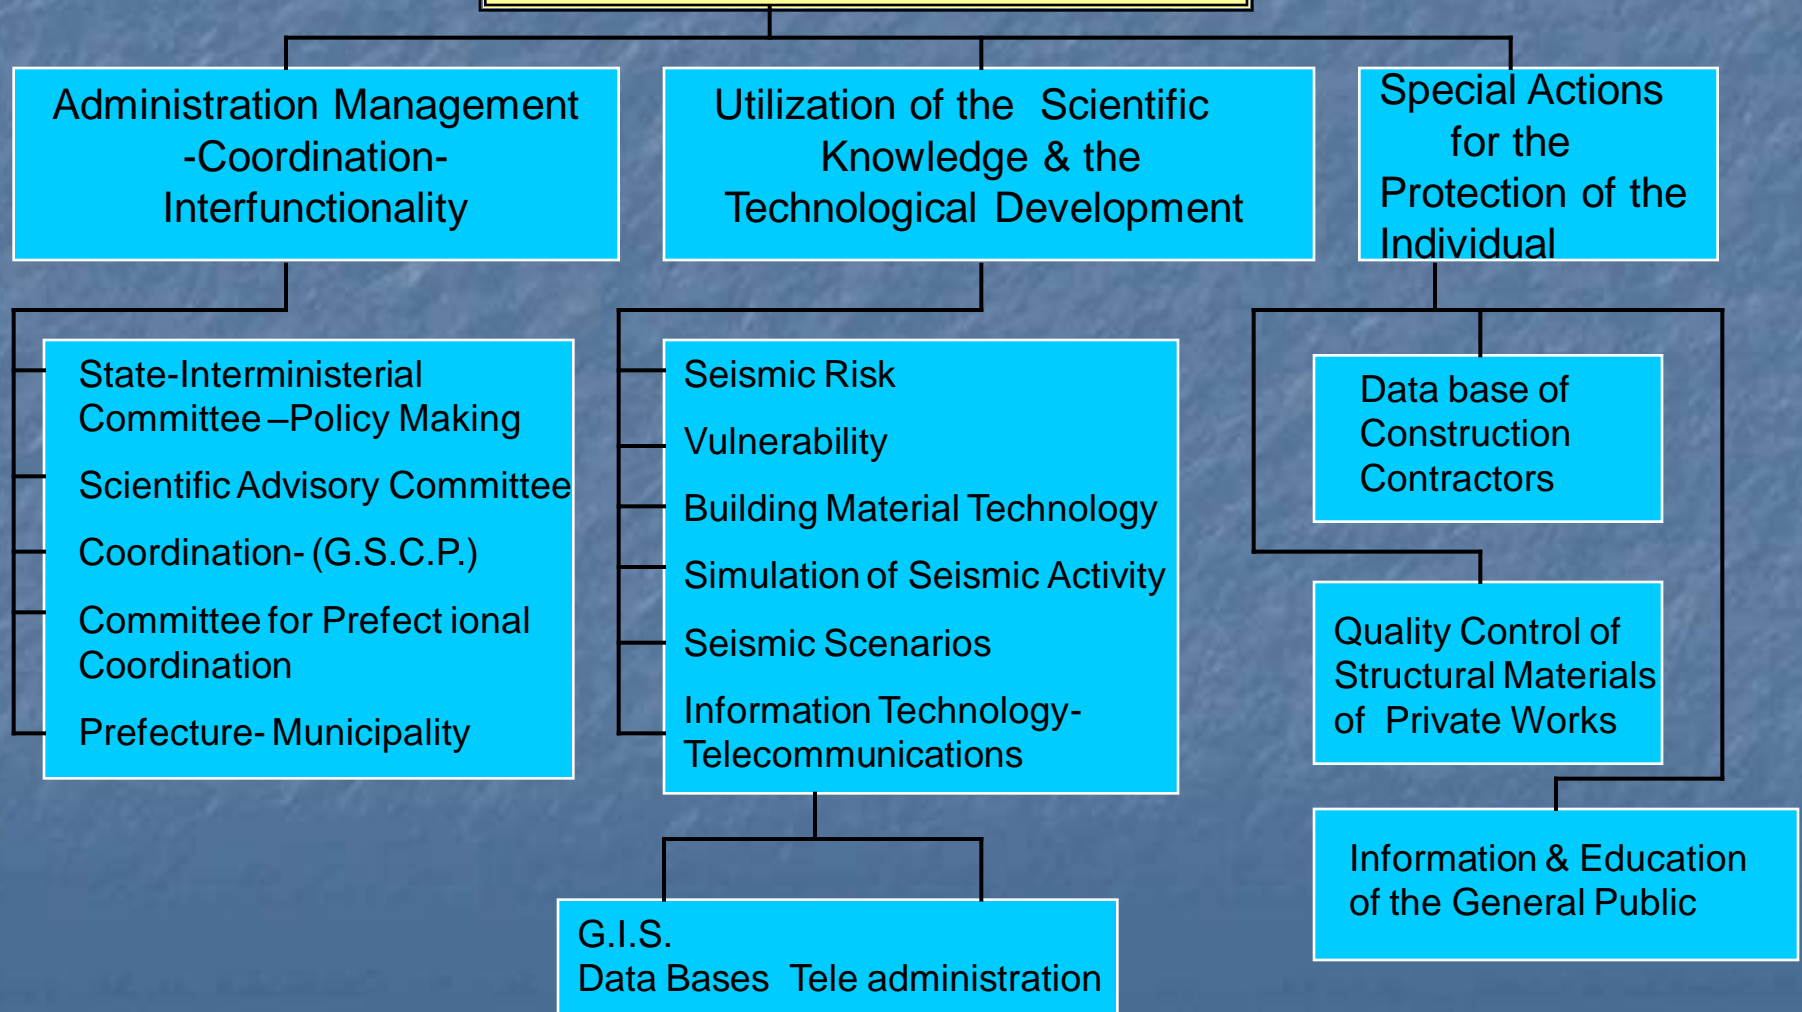 Administration Management
-Coordination-
Interfunctionality
Utilization of the Scientific
Knowledge & the
Technological Development
Special Actions
for the
Protection of the
Individual
State-Interministerial
Committee –Policy Making
Scientific Advisory Committee
Coordination- (G.S.C.P.)
Committee for Prefect ional
Coordination
Prefecture- Municipality
Seismic Risk
Vulnerability
Building Material Technology
Simulation of Seismic Activity
Seismic Scenarios
Information Technology-
Telecommunications
G.I.S.
Data Bases Tele administration
Data base of
Construction
Contractors
Quality Control of
Structural Materials
of Private Works
Information & Education
of the General Public